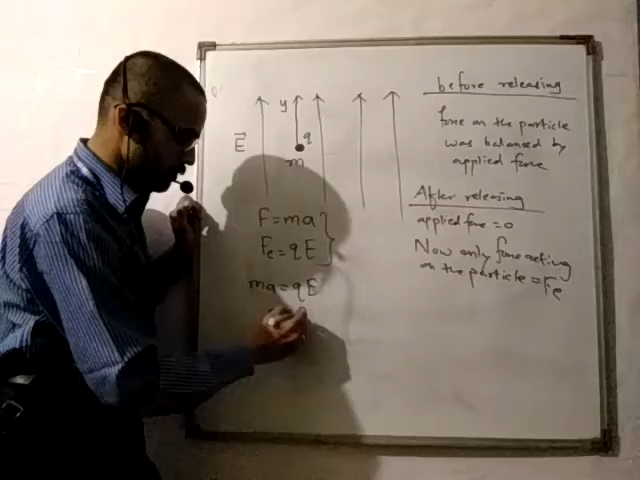 before releasing
y
q
E
m
force on the particle
was balanced by
applied force
After releasing
applied force = 0
F = ma
Fe = qE
Now only force acting
on the particle = Fe
ma = qE